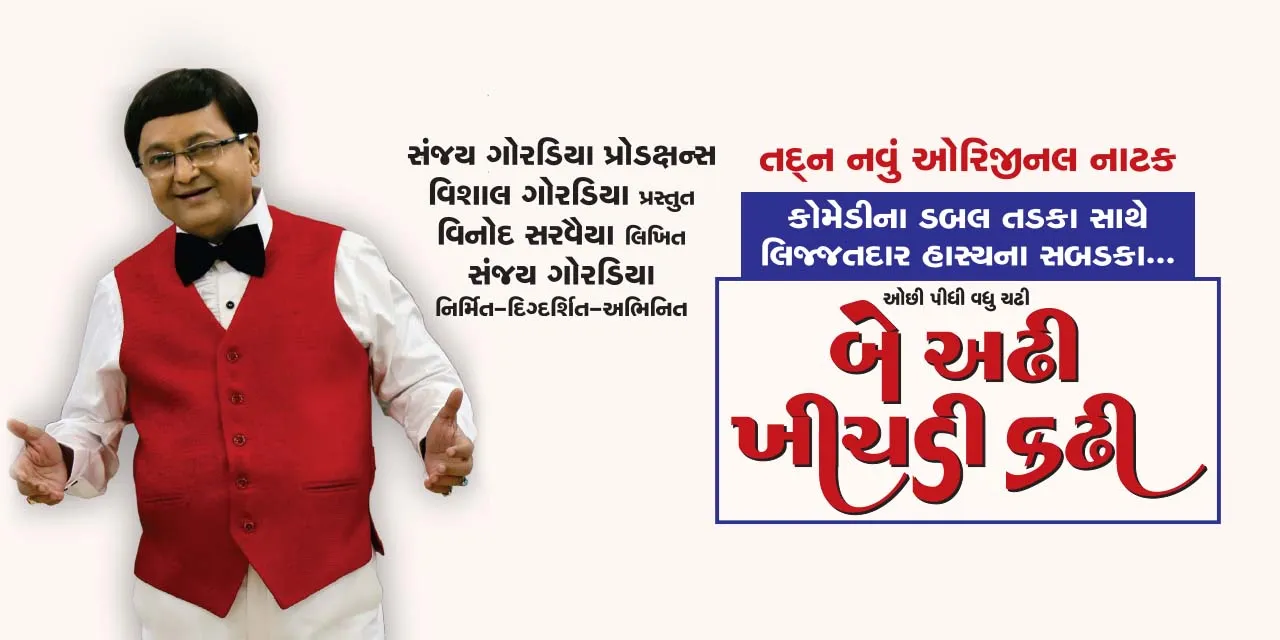 સંજય ગોરડિયા પ્રોડક્ષન્સ
વિશાલ ગોરડિયા પ્રસ્તુત
વિનોદ સરવૈયા લિખિત
સંજય ગોરડિયા
નિર્મિત-દિગ્દર્શિત-અભિનિત
તદ્દન નવું ઓરિજીનલ નાટક
કોમેડીના ડબલ તડકા સાથે
લિજ્જતદાર હાસ્યના સબડકા...
ઓછી પીધી વધુ ચઢી
બે અઢી
ખીચડી કઢી